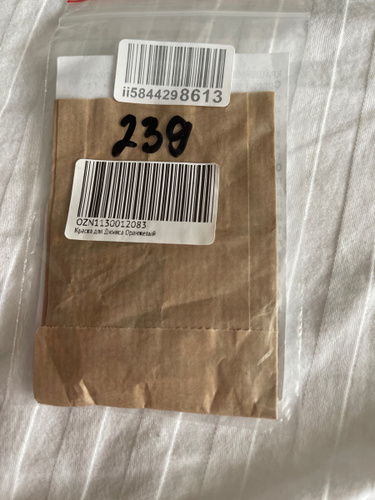 ii5844298613
239
OZN1130012083
Краска для Джинса Оранжевый